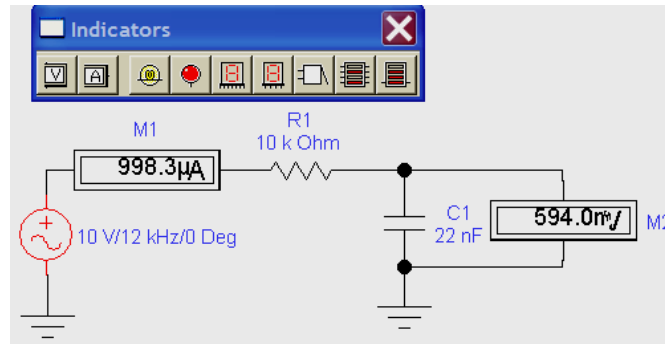 Indicators
V A
M1
998.3µA
R1
10 k Ohm
10 V/12 kHz/0 Deg
C1
22 nF
594.0mV
M2